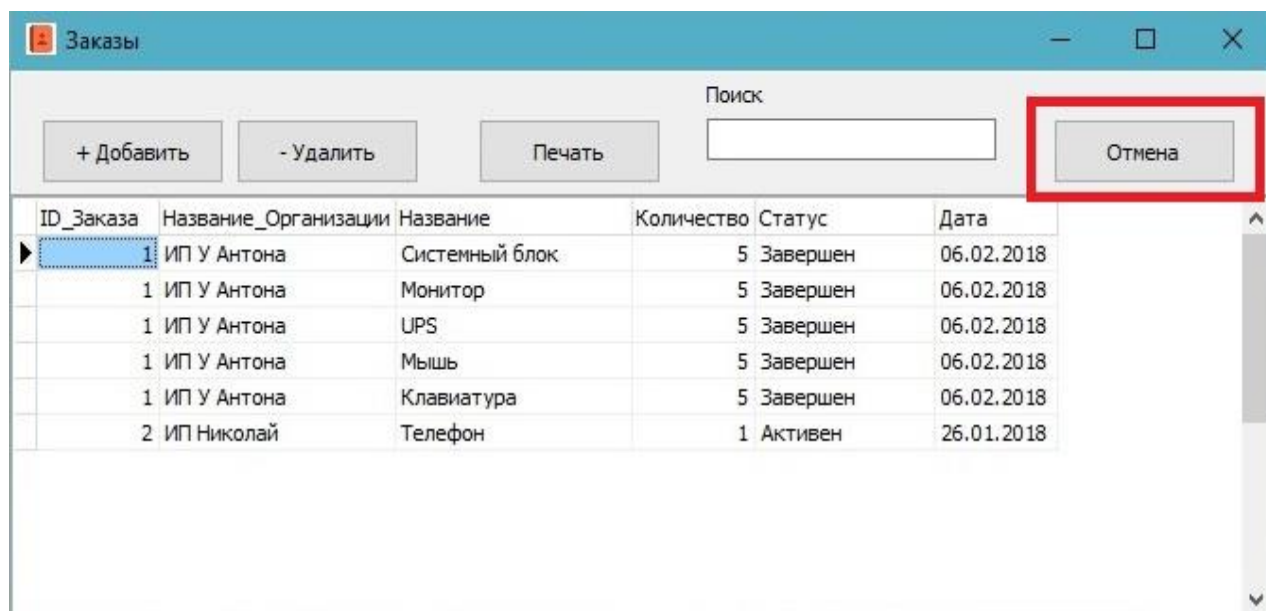 Заказы
Поиск
+ Добавить - Удалить Печать Отмена
ID_Заказа Название_Организации Название Количество Статус Дата
1 ИП У Антона Системный блок 5 Завершен 06.02.2018
1 ИП У Антона Монитор 5 Завершен 06.02.2018
1 ИП У Антона UPS 5 Завершен 06.02.2018
1 ИП У Антона Мышь 5 Завершен 06.02.2018
1 ИП У Антона Клавиатура 5 Завершен 06.02.2018
2 ИП Николай Телефон 1 Активен 26.01.2018